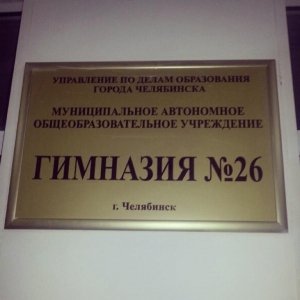 УПРАВЛЕНИЕ ПО ДЕЛАМ ОБРАЗОВАНИЯ
ГОРОДА ЧЕЛЯБИНСКА
МУНИЦИПАЛЬНОЕ АВТОНОМНОЕ
ОБЩЕОБРАЗОВАТЕЛЬНОЕ УЧРЕЖДЕНИЕ
ГИМНАЗИЯ №26
г. Челябинск